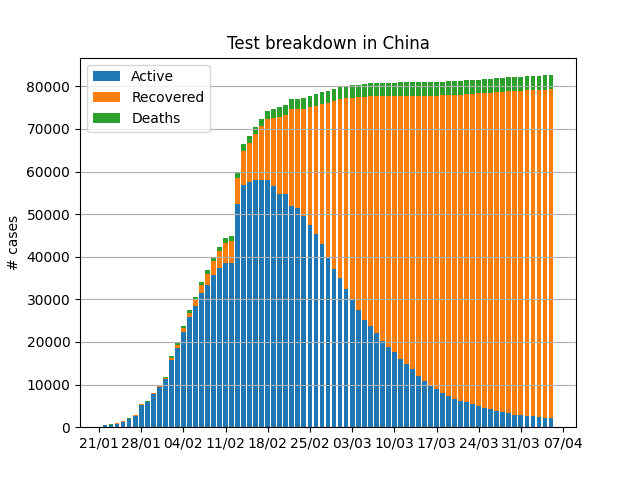 Test breakdown in China
Active
Recovered
Deaths
# cases
80000
70000
60000
50000
40000
30000
20000
10000
0
21/01 28/01 04/02 11/02 18/02 25/02 03/03 10/03 17/03 24/03 31/03 07/04